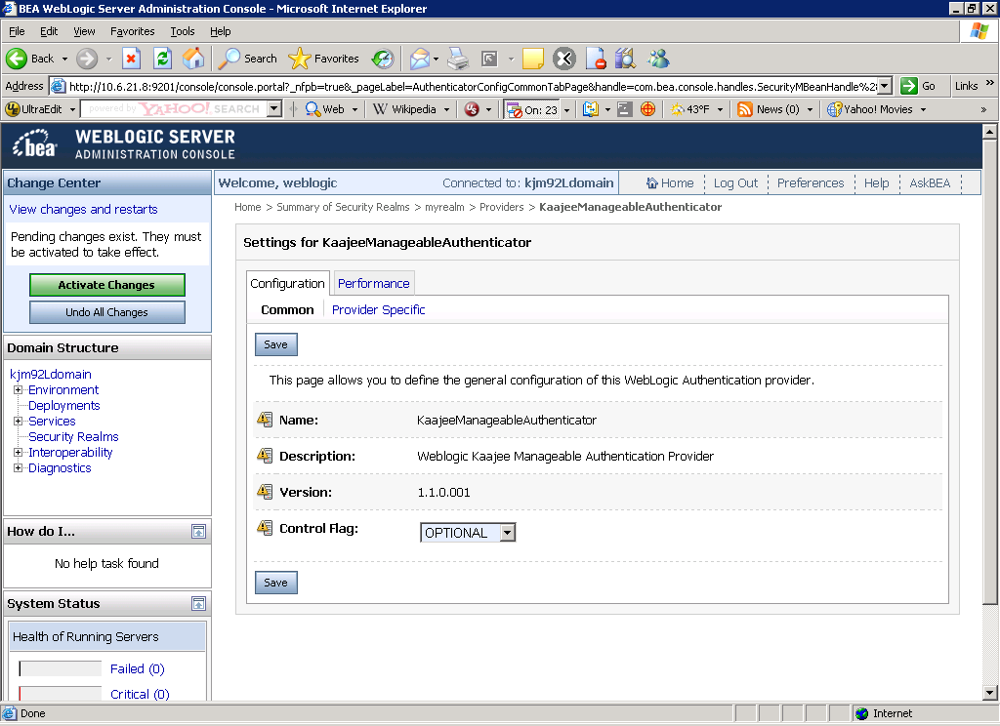 BEA WebLogic Server Administration Console - Microsoft Internet Explorer
File Edit View Favorites Tools Help
Back Search Favorites
Address http://10.6.21.8:9201/console/console.portal?_nfpb=true&_pageLabel=AuthenticatorConfigCommonTabPage&handle=com.bea.console.handles.SecurityMBeanHandle%2 Go Links »
UltraEdit powered by YAHOO! SEARCH Web Wikipedia On: 23 43°F News (0) Yahoo! Movies »
bea WEBLOGIC SERVER
ADMINISTRATION CONSOLE
Change Center
View changes and restarts
Pending changes exist. They must
be activated to take effect.
Activate Changes
Undo All Changes
Domain Structure
kjm92Ldomain
Environment
Deployments
Services
Security Realms
Interoperability
Diagnostics
How do I...
No help task found
System Status
Health of Running Servers
Failed (0)
Critical (0)
Welcome, weblogic Connected to: kjm92Ldomain Home Log Out Preferences Help AskBEA
Home > Summary of Security Realms > myrealm > Providers > KaajeeManageableAuthenticator
Settings for KaajeeManageableAuthenticator
Configuration Performance
Common Provider Specific
Save
This page allows you to define the general configuration of this WebLogic Authentication provider.
Name: KaajeeManageableAuthenticator
Description: Weblogic Kaajee Manageable Authentication Provider
Version: 1.1.0.001
Control Flag: OPTIONAL
Save
Done Internet